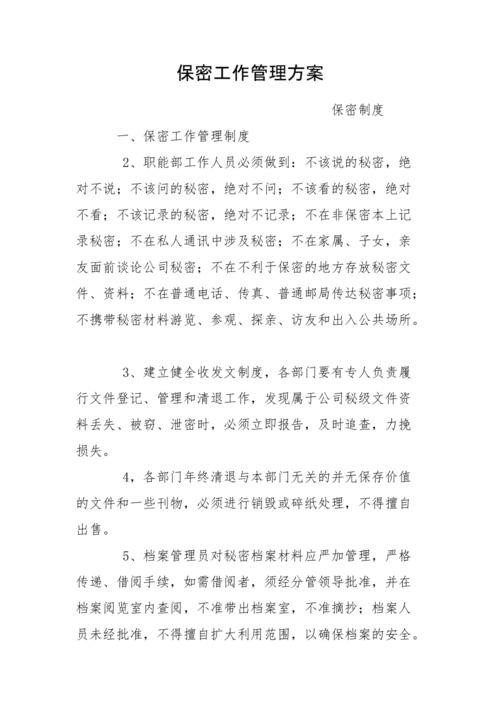 保密工作管理方案
保密制度
一、保密工作管理制度
2、职能部工作人员必须做到：不该说的秘密，绝
对不说；不该问的秘密，绝对不问；不该看的秘密，绝对
不看；不该记录的秘密，绝对不记录；不在非保密本上记
录秘密；不在私人通讯中涉及秘密；不在家属、子女，亲
友面前谈论公司秘密；不在不利于保密的地方存放秘密文
件、资料；不在普通电话、传真、普通邮局传达秘密事项；
不携带秘密材料游览、参观、探亲、访友和出入公共场所。
3、建立健全收发文制度，各部门要有专人负责履
行文件登记、管理和清退工作，发现属于公司秘级文件资
料丢失、被窃、泄密时，必须立即报告，及时追查，力挽
损失。
4，各部门年终清退与本部门无关的并无保存价值
的文件和一些刊物，必须进行销毁或碎纸处理，不得擅自
出售。
5、档案管理员对秘密档案材料应严加管理，严格
传递、借阅手续，如需借阅者，须经分管领导批准，并在
档案阅览室内查阅，不准带出档案室，不准摘抄；档案人
员未经批准，不得擅自扩大利用范围，以确保档案的安全。